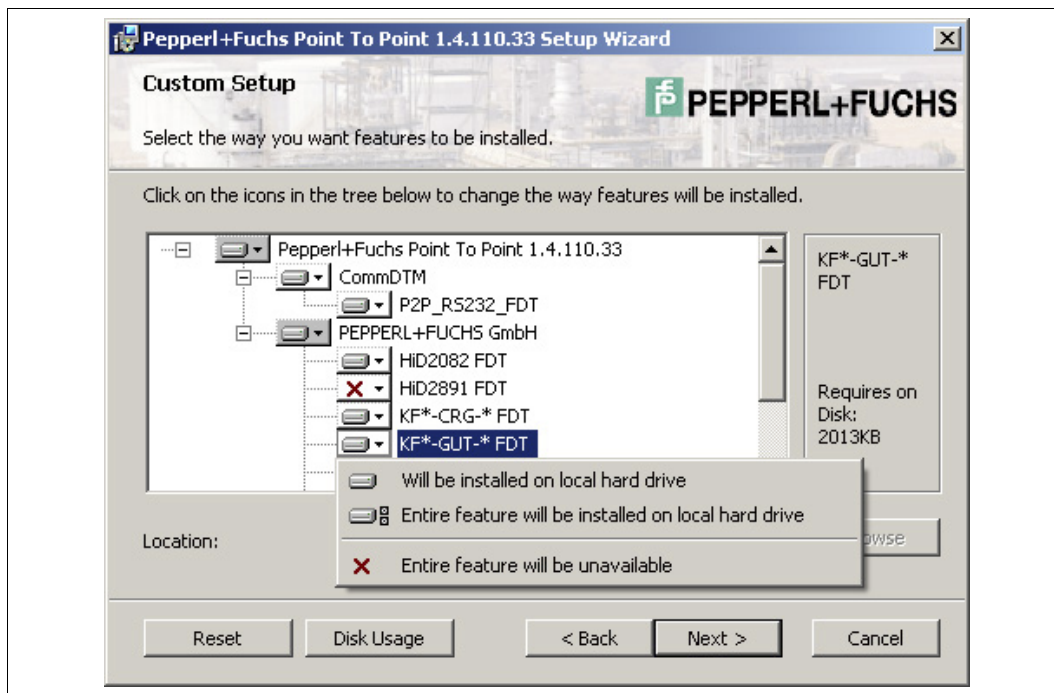 Pepperl+Fuchs Point To Point 1.4.110.33 Setup Wizard
Custom Setup
PEPPERL+FUCHS
Select the way you want features to be installed.
Click on the icons in the tree below to change the way features will be installed.
Pepperl+Fuchs Point To Point 1.4.110.33
CommDTM
P2P_RS232_FDT
PEPPERL+FUCHS GmbH
HiD2082 FDT
HiD2891 FDT
KF*-CRG-* FDT
KF*-GUT-* FDT
KF*-GUT-*
FDT
Requires on
Disk:
2013KB
Will be installed on local hard drive
Entire feature will be installed on local hard drive
Entire feature will be unavailable
Location:
Reset
Disk Usage
< Back
Next >
Cancel